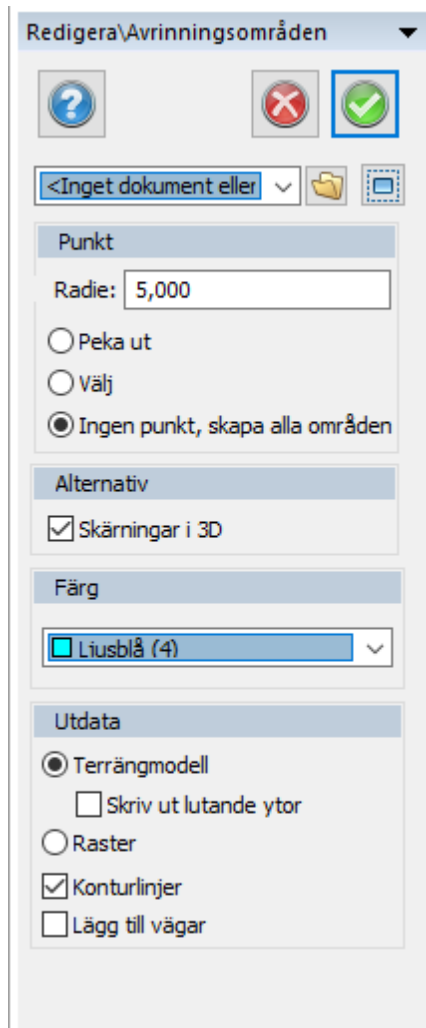 Redigera\Avrinningsområden
<Inget dokument eller
Punkt
Radie: 5,000
Peka ut
Välj
Ingen punkt, skapa alla områden
Alternativ
Skärningar i 3D
Färg
Ljusblå (4)
Utdata
Terrängmodell
Skriv ut lutande ytor
Raster
Konturlinjer
Lägg till vägar